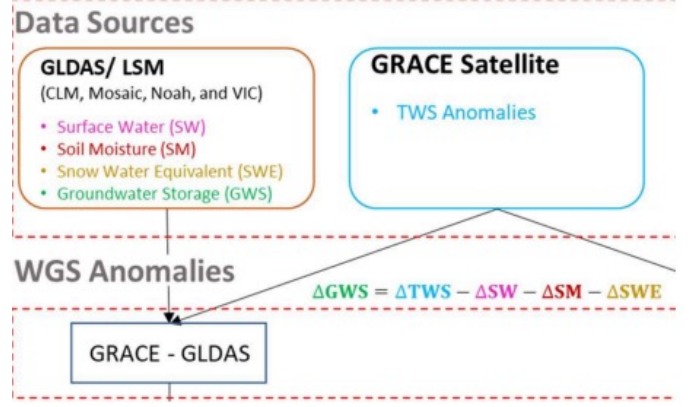 Data Sources
GLDAS/ LSM
(CLM, Mosaic, Noah, and VIC)
• Surface Water (SW)
• Soil Moisture (SM)
• Snow Water Equivalent (SWE)
• Groundwater Storage (GWS)
GRACE Satellite
• TWS Anomalies
WGS Anomalies
ΔGWS = ΔTWS − ΔSW − ΔSM − ΔSWE
GRACE - GLDAS